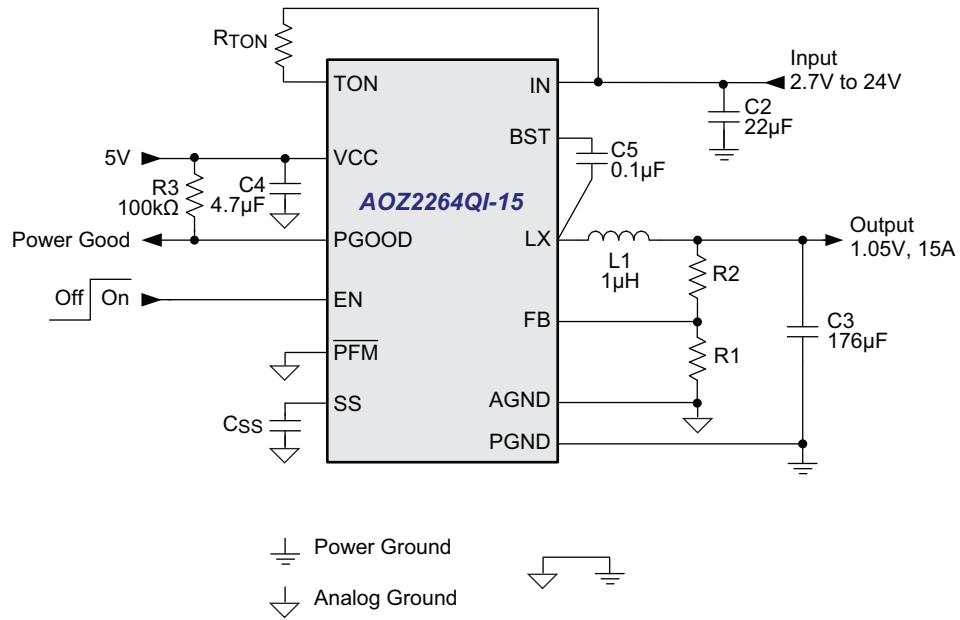 RTON
TON
IN
Input
2.7V to 24V
C2
22µF
BST
C5
0.1µF
5V
VCC
R3
100kΩ
C4
4.7µF
AOZ2264QI-15
Power Good
PGOOD
LX
L1
1µH
Output
1.05V, 15A
R2
Off
On
EN
FB
C3
176µF
PFM
R1
SS
CSS
AGND
PGND
Power Ground
Analog Ground